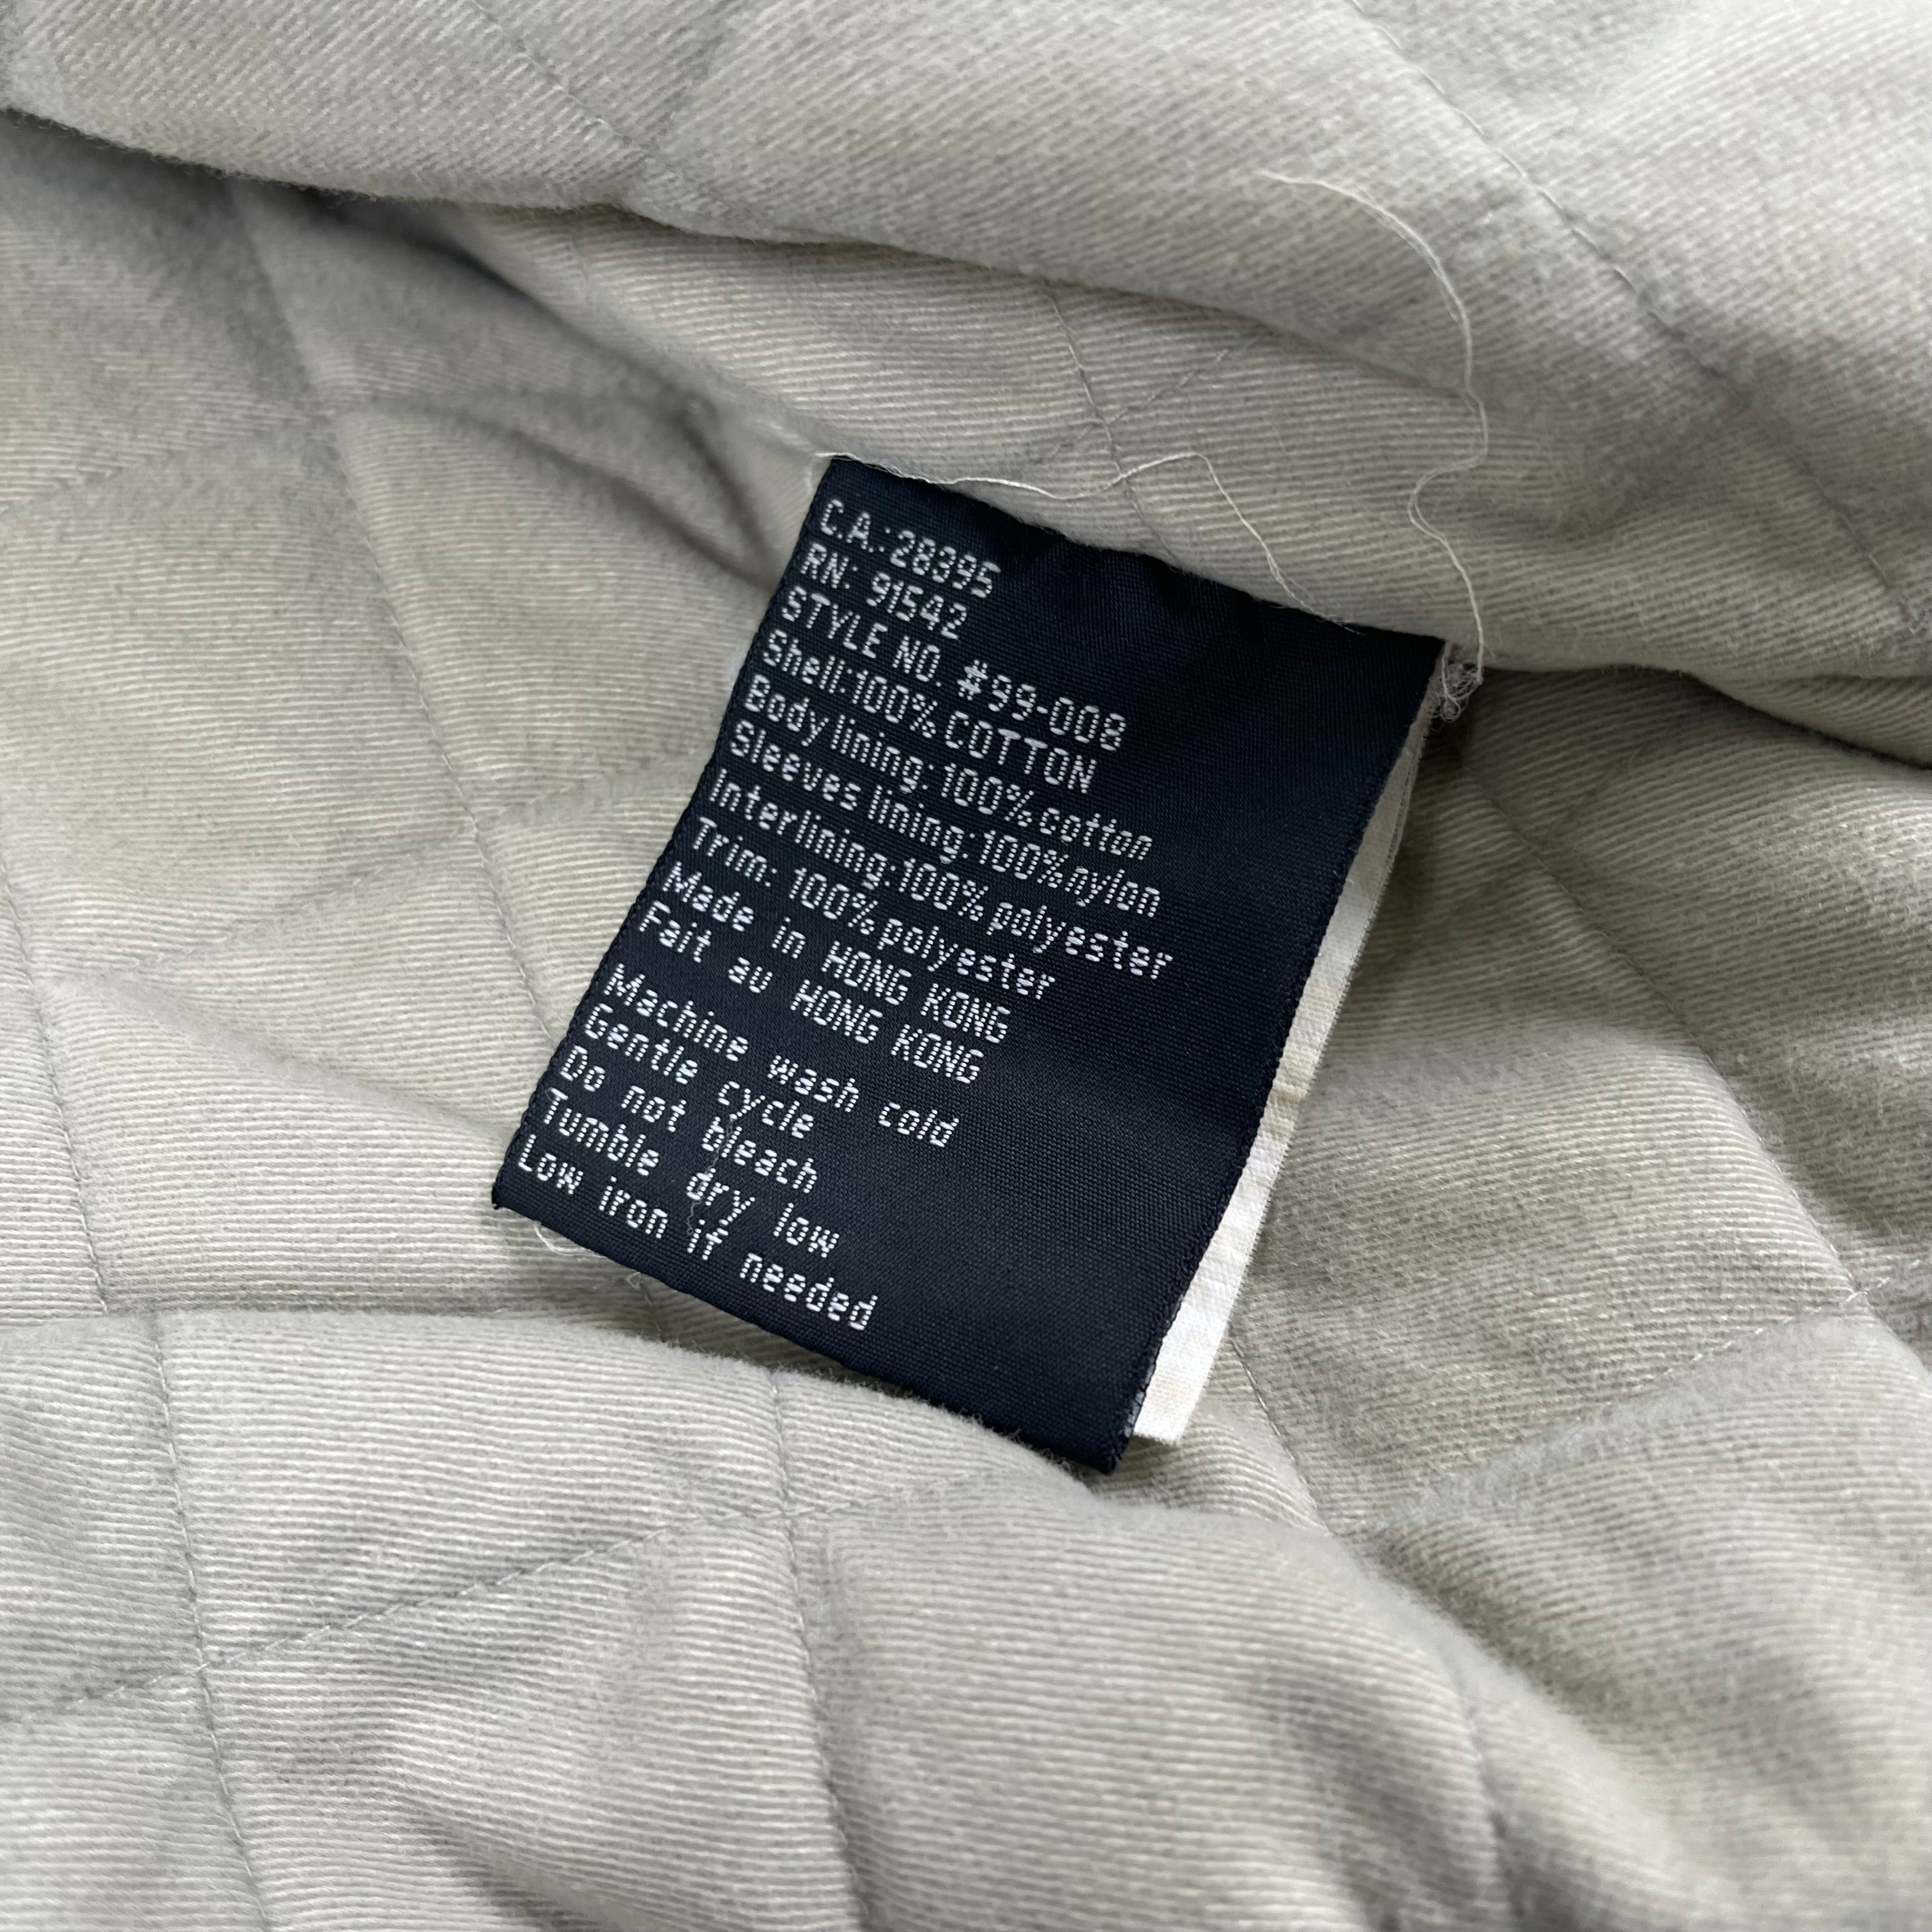 C.A.: 28395
RN: 91542
STYLE NO. #99-008
Shell:100% COTTON
Body lining: 100% cotton
Sleeves lining:100% nylon
Interlining:100% polyester
Trim: 100% polyester
Made in HONG KONG
Fait au HONG KONG
Machine wash cold
Gentle cycle
Do not bleach
Tumble dry low
Low iron if needed